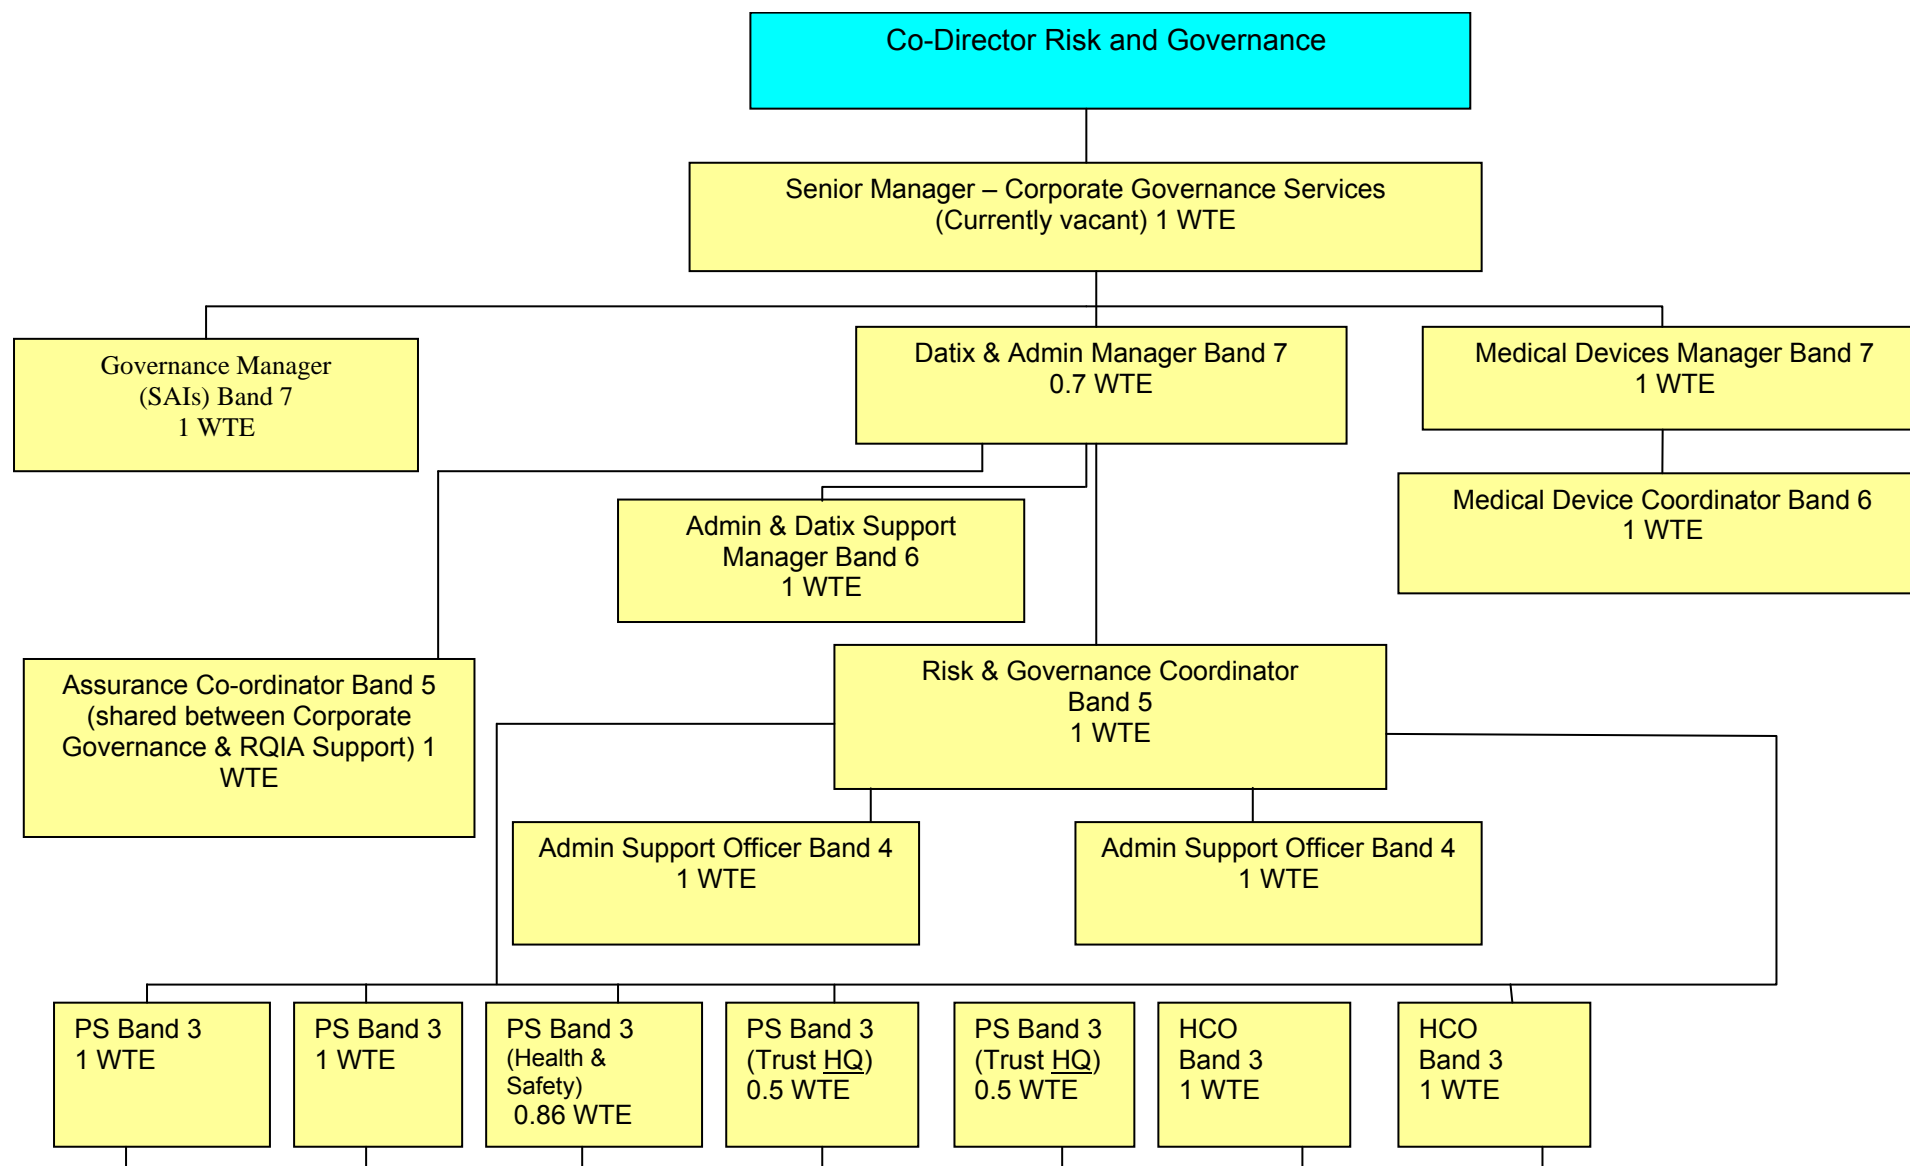 Co-Director Risk and Governance
Senior Manager – Corporate Governance Services
(Currently vacant) 1 WTE
Governance Manager
(SAIs) Band 7
1 WTE
Datix & Admin Manager Band 7
0.7 WTE
Medical Devices Manager Band 7
1 WTE
Admin & Datix Support
Manager Band 6
1 WTE
Medical Device Coordinator Band 6
1 WTE
Assurance Co-ordinator Band 5
(shared between Corporate
Governance & RQIA Support) 1
WTE
Risk & Governance Coordinator
Band 5
1 WTE
Admin Support Officer Band 4
1 WTE
Admin Support Officer Band 4
1 WTE
PS Band 3
1 WTE
PS Band 3
1 WTE
PS Band 3
(Health &
Safety)
0.86 WTE
PS Band 3
(Trust HQ)
0.5 WTE
PS Band 3
(Trust HQ)
0.5 WTE
HCO
Band 3
1 WTE
HCO
Band 3
1 WTE